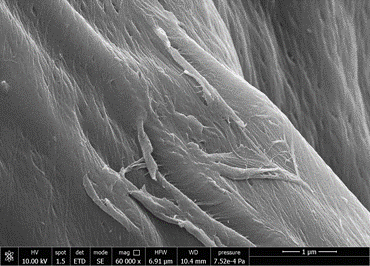 HV spot det mode mag HFW WD pressure 1 µm
10.00 kV 1.5 ETD SE 60 000 x 6.91 µm 10.4 mm 7.52e-4 Pa